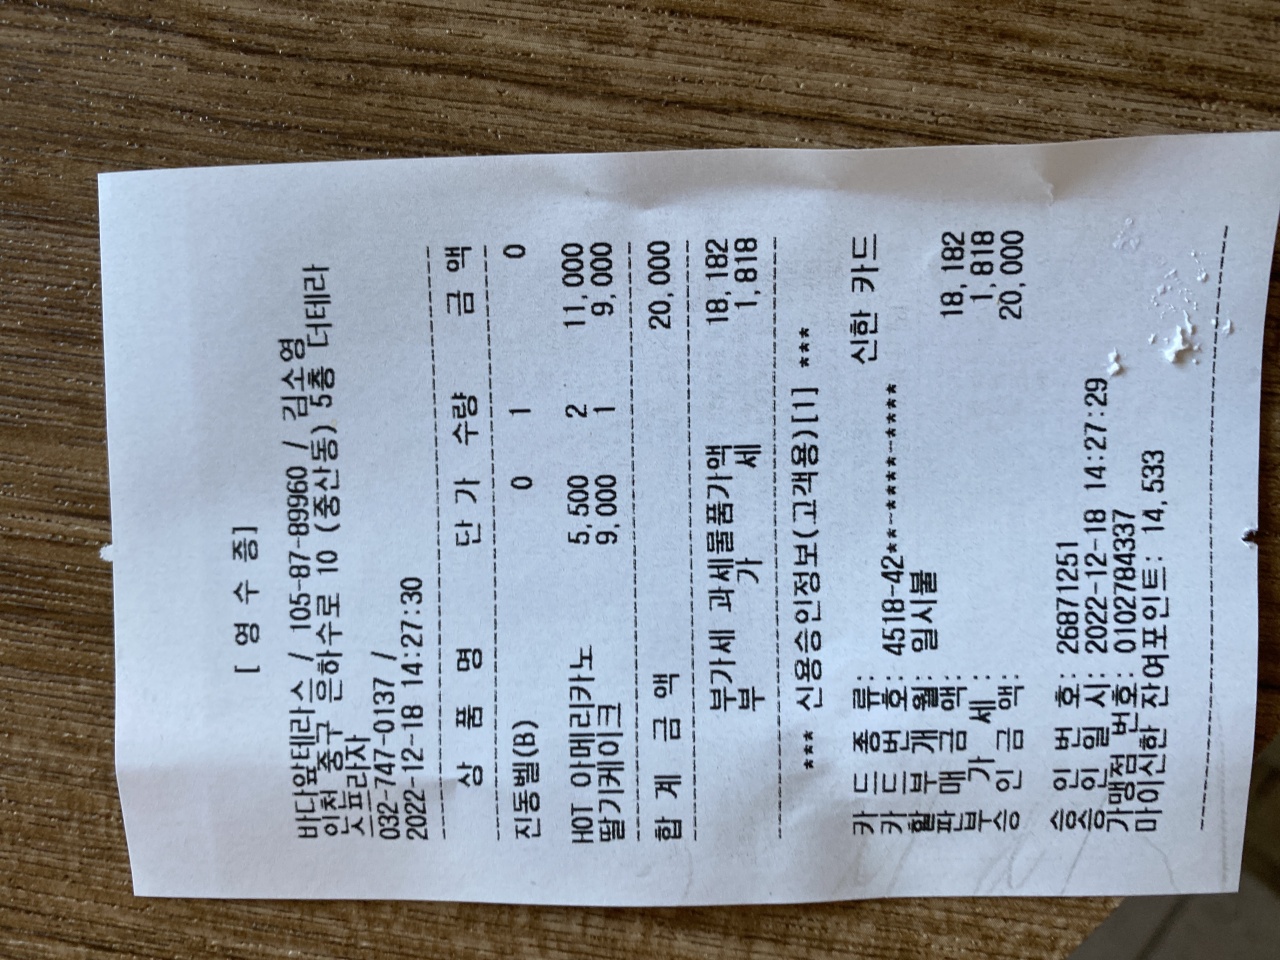 [ 영 수 증]
바다앞테라스 / 105-87-89960 / 김소영
인천 중구 은하수로 10 (중산동) 5층 더테라
스프라자
032-747-0137 /
2022-12-18 14:27:30
상 품 명 단 가 수량 금 액
진동벨(B) 0 1 0
HOT 아메리카노 5,500 2 11,000
딸기케이크 9,000 1 9,000
합 계 금 액 20,000
부가세 과세물품가액 18,182
부 가 세 1,818
*** 신용승인정보(고객용)[1] ***
카 드 종 류: 신한 카드
카 드 번 호: 4518-42**-****-****
할 부 개 월: 일시불
판 매 금 액: 18,182
부 가 세 : 1,818
승 인 금 액: 20,000
승 인 번 호: 26871251
승 인 일 시: 2022-12-18 14:27:29
가맹점 번호: 0102784337
마이신한 잔여포인트: 14,533